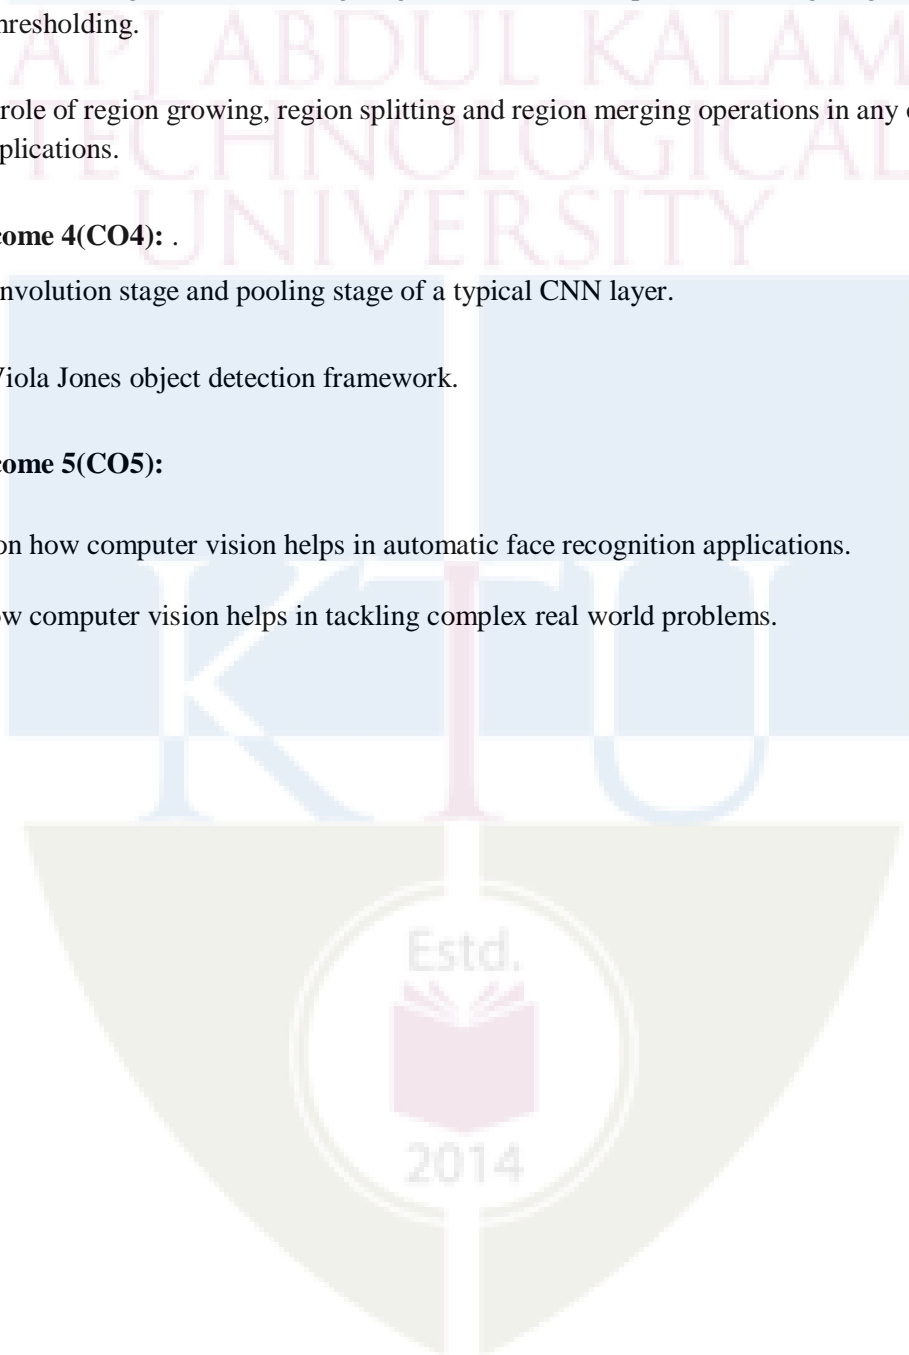 hresholding.
APJ ABDUL KALAM
role of region growing, region splitting and region merging operations in any
plications.
TECHNOLOGICAL
UNIVERSITY
come 4(CO4): .
nvolution stage and pooling stage of a typical CNN layer.
Viola Jones object detection framework.
come 5(CO5):
on how computer vision helps in automatic face recognition applications.
ow computer vision helps in tackling complex real world problems.
KTU
Estd.
2014